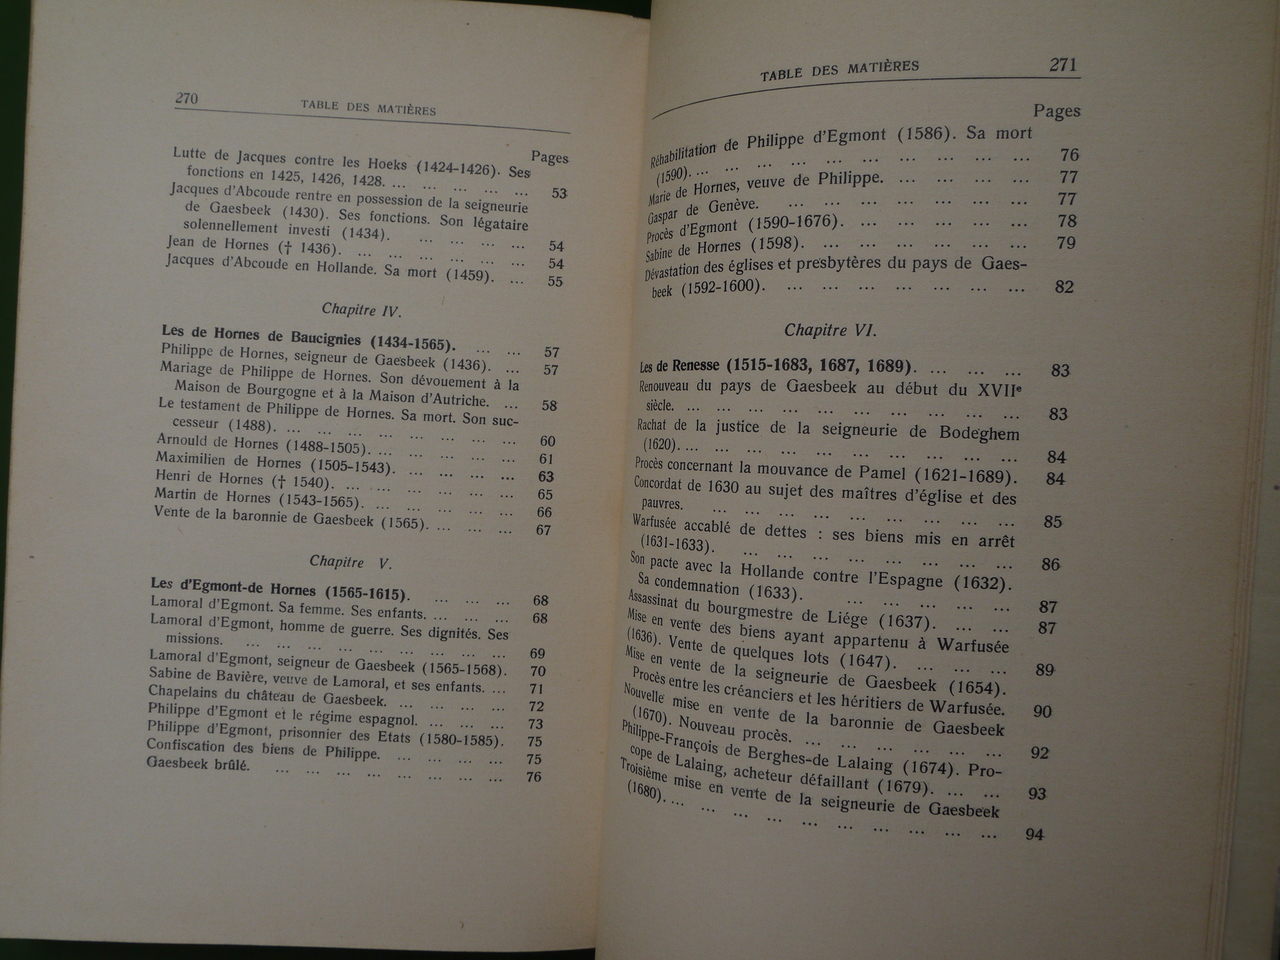 270 TABLE DES MATIÈRES
Pages
Lutte de Jacques contre les Hoeks (1424-1426). Ses
fonctions en 1425, 1426, 1428. ... ... ... ... ... 53
Jacques d'Abcoude rentre en possession de la seigneurie
de Gaesbeek (1430). Ses fonctions. Son légataire
solennellement investi (1434). ... ... ... ... 54
Jean de Hornes († 1436). ... ... ... ... ... ... 54
Jacques d'Abcoude en Hollande. Sa mort (1459). ... 55
Chapitre IV.
Les de Hornes de Baucignies (1434-1565). ... ... 57
Philippe de Hornes, seigneur de Gaesbeek (1436). ... 57
Mariage de Philippe de Hornes. Son dévouement à la
Maison de Bourgogne et à la Maison d'Autriche. ... 58
Le testament de Philippe de Hornes. Sa mort. Son suc-
cesseur (1488). ... ... ... ... ... ... ... 60
Arnould de Hornes (1488-1505). ... ... ... ... 61
Maximilien de Hornes (1505-1543). ... ... ... ... 63
Henri de Hornes († 1540). ... ... ... ... ... 65
Martin de Hornes (1543-1565). ... ... ... ... 66
Vente de la baronnie de Gaesbeek (1565). ... ... ... 67
Chapitre V.
Les d'Egmont-de Hornes (1565-1615). ... ... ... 68
Lamoral d'Egmont. Sa femme. Ses enfants. ... ... ... 68
Lamoral d'Egmont, homme de guerre. Ses dignités. Ses
missions. ... ... ... ... ... ... ... ... ... 69
Lamoral d'Egmont, seigneur de Gaesbeek (1565-1568). 70
Sabine de Bavière, veuve de Lamoral, et ses enfants. ... 71
Chapelains du château de Gaesbeek. ... ... ... ... 72
Philippe d'Egmont et le régime espagnol. ... ... ... 73
Philippe d'Egmont, prisonnier des Etats (1580-1585). 75
Confiscation des biens de Philippe. ... ... ... ... 75
Gaesbeek brûlé. ... ... ... ... ... ... ... ... 76
TABLE DES MATIÈRES 271
Pages
Réhabilitation de Philippe d'Egmont (1586). Sa mort
(1590). ... ... ... ... ... ... ... ... ... 76
Marie de Hornes, veuve de Philippe. ... ... ... ... 77
Gaspar de Genève. ... ... ... ... ... ... ... 77
Procès d'Egmont (1590-1676). ... ... ... ... ... 78
Sabine de Hornes (1598). ... ... ... ... ... ... 79
Dévastation des églises et presbytères du pays de Gaes-
beek (1592-1600). ... ... ... ... ... ... ... 82
Chapitre VI.
Les de Renesse (1515-1683, 1687, 1689). ... ... ... 83
Renouveau du pays de Gaesbeek au début du XVIIe
siècle. ... ... ... ... ... ... ... ... ... 83
Rachat de la justice de la seigneurie de Bodeghem
(1620). ... ... ... ... ... ... ... ... ... 84
Procès concernant la mouvance de Pamel (1621-1689). 84
Concordat de 1630 au sujet des maîtres d'église et des
pauvres. ... ... ... ... ... ... ... ... 85
Warfusée accablé de dettes : ses biens mis en arrêt
(1631-1633). ... ... ... ... ... ... ... ... 86
Son pacte avec la Hollande contre l'Espagne (1632).
Sa condemnation (1633). ... ... ... ... ... 87
Assassinat du bourgmestre de Liége (1637). ... ... 87
Mise en vente des biens ayant appartenu à Warfusée
(1636). Vente de quelques lots (1647). ... ... ... 89
Mise en vente de la seigneurie de Gaesbeek (1654).
Procès entre les créanciers et les héritiers de Warfusée. 90
Nouvelle mise en vente de la baronnie de Gaesbeek
(1670). Nouveau procès. ... ... ... ... ... ... 92
Philippe-François de Berghes-de Lalaing (1674). Pro-
cope de Lalaing, acheteur défaillant (1679). ... ... 93
Troisième mise en vente de la seigneurie de Gaesbeek
(1680). ... ... ... ... ... ... ... ... ... ... 94